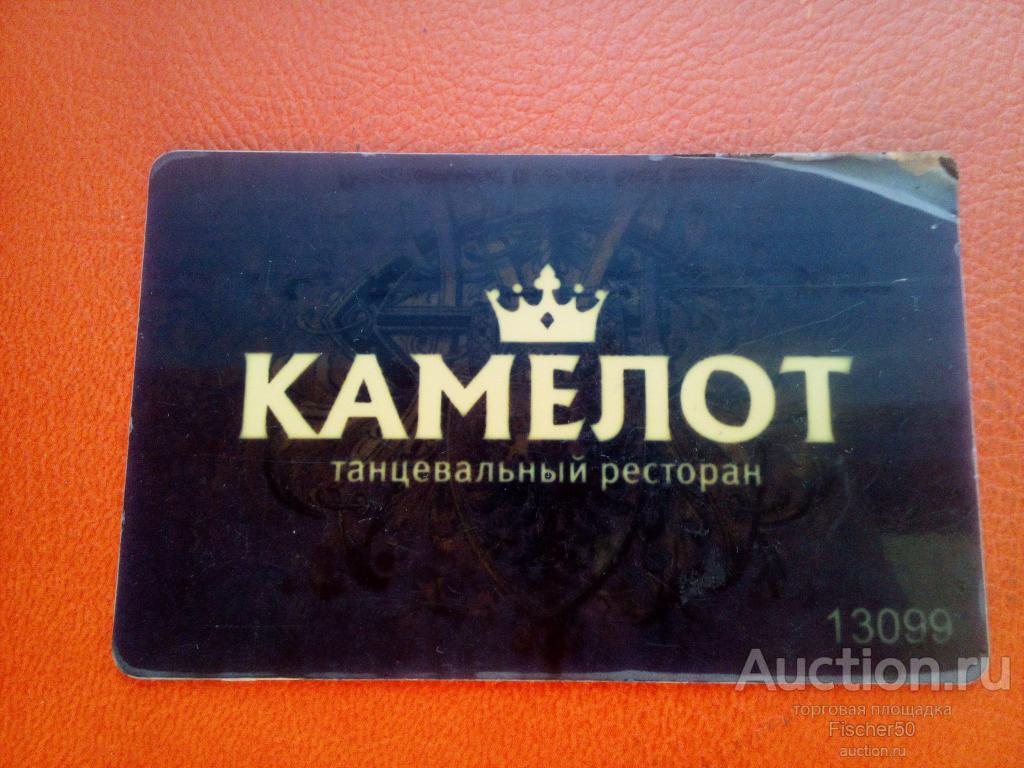 КАМЕЛОТ
танцевальный ресторан
13099
Auction.ru
торговая площадка
Fischer50
auction.ru